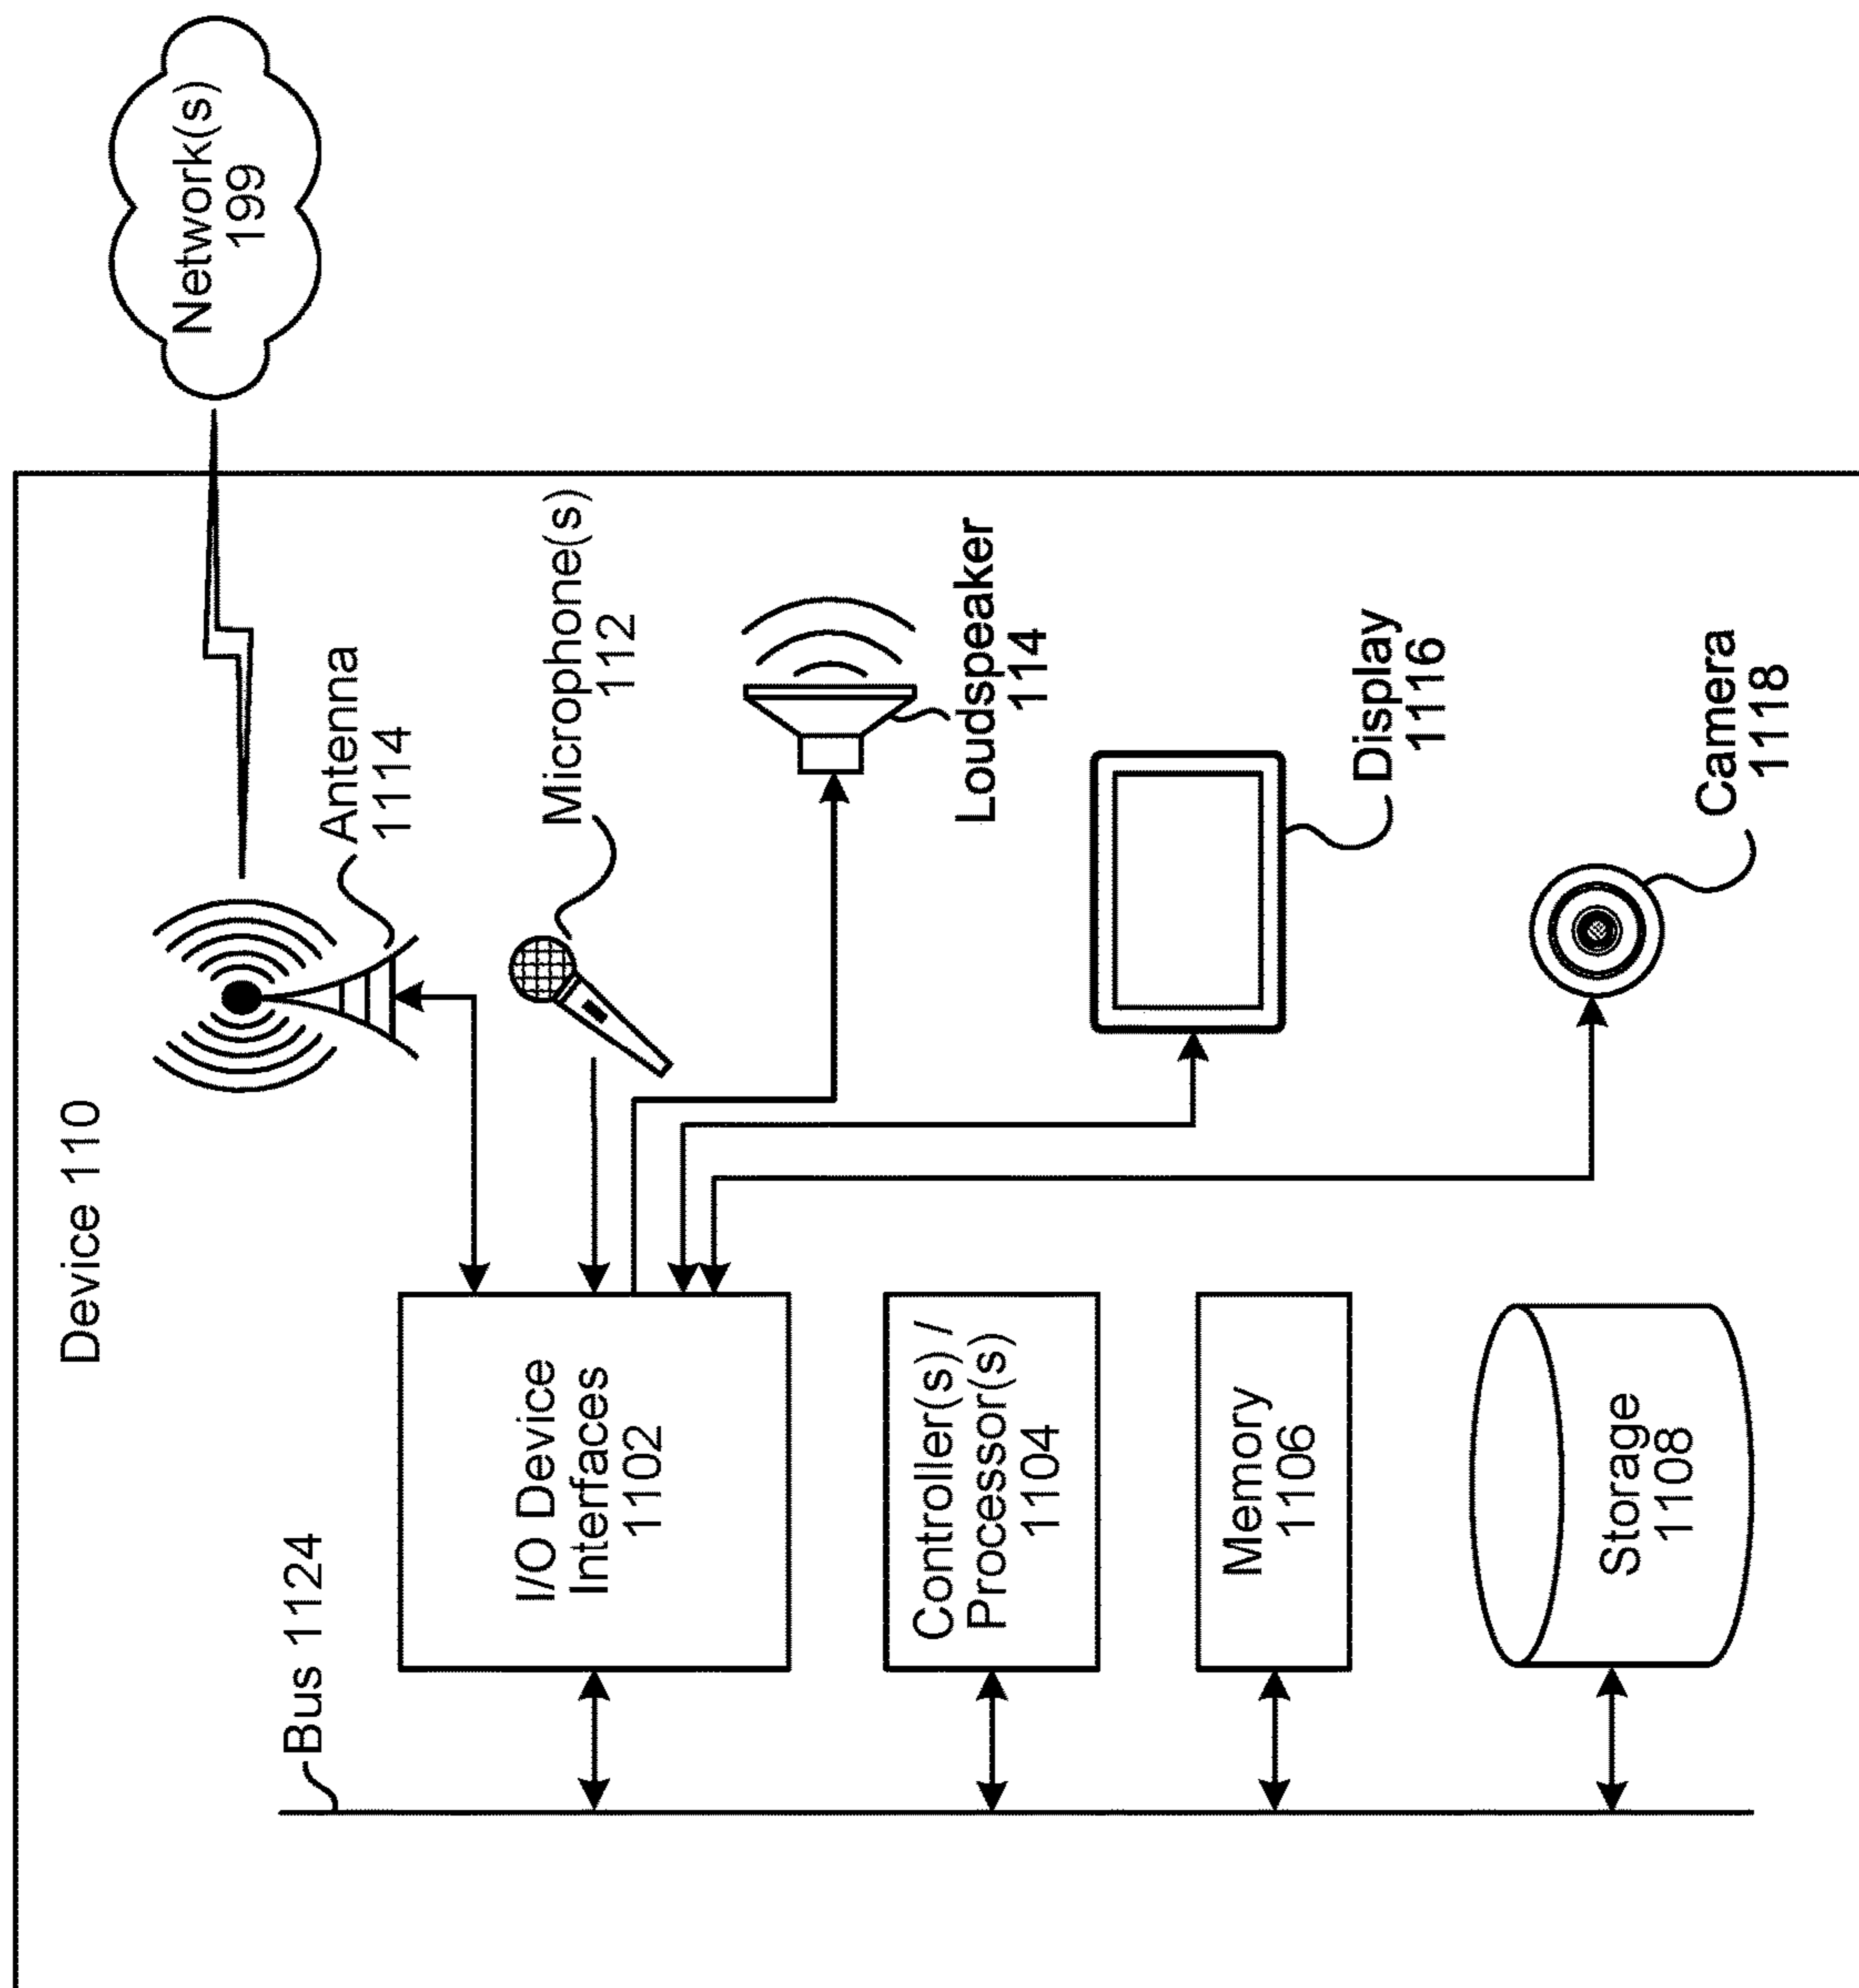 Device 110
Bus 1124
I/O Device
Interfaces
1102
Controller(s) /
Processor(s)
1104
Memory
1106
Storage
1108
Antenna
1114
Microphone(s)
112
Loudspeaker
114
Display
1116
Camera
1118
Network(s)
199